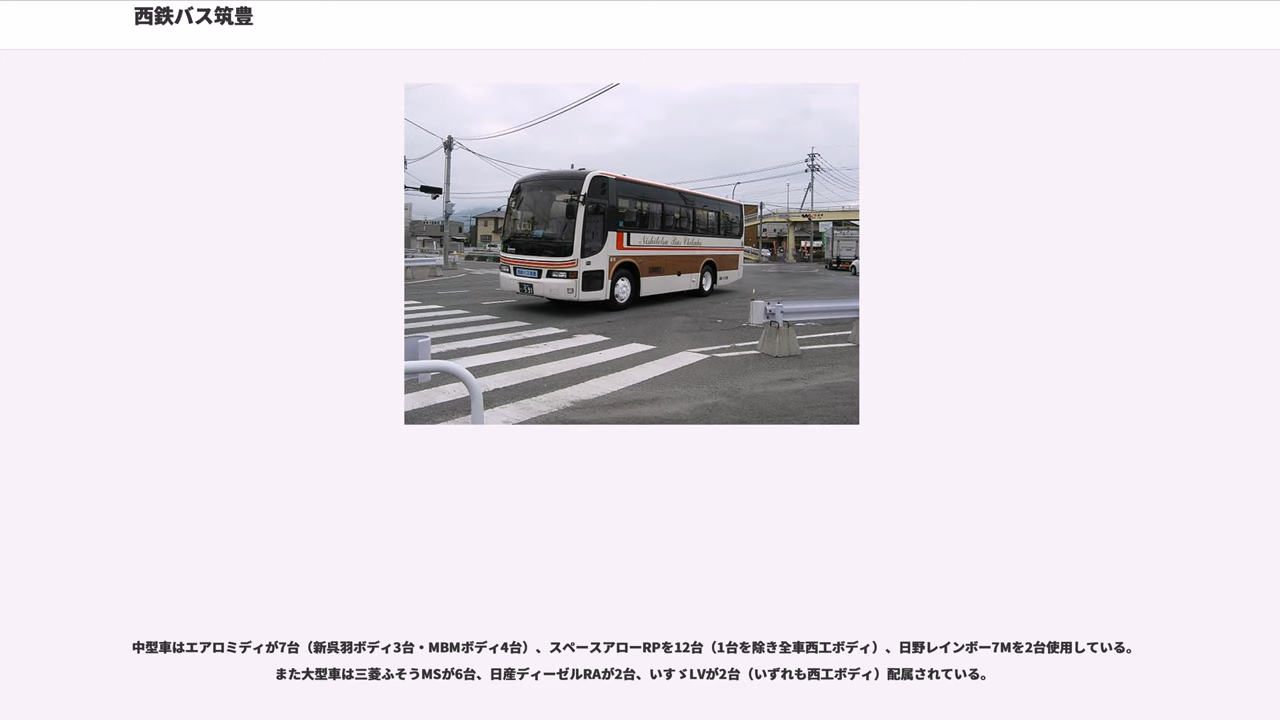 西鉄バス筑豊
Nishitetsu Bus Chikuho
中型車はエアロミディが7台（新呉羽ボディ3台・MBMボディ4台）、スペースアローRPを12台（1台を除き全車西工ボディ）、日野レインボー7Mを2台使用している。
また大型車は三菱ふそうMSが6台、日産ディーゼルRAが2台、いすゞLVが2台（いずれも西工ボディ）配属されている。